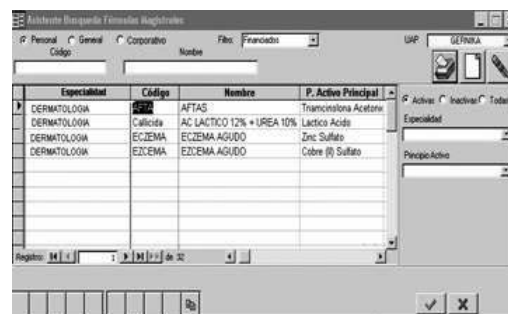 Asistente Busqueda Fórmulas Magistrales
Personal General Corporativo Filtro: Financiados UAP GERNIKA
Código Nombre
Especialidad Código Nombre P. Activo Principal
DERMATOLOGIA AFTA AFTAS Triamcinolona Acetoni
DERMATOLOGIA Callicida AC LACTICO 12% + UREA 10% Lactico Acido
DERMATOLOGIA ECZEMA ECZEMA AGUDO Zinc Sulfato
DERMATOLOGIA EZCEMA EZCEMA AGUDO Cobre (II) Sulfato
Activas Inactivas Todas
Especialidad
Principio Activo
Registro: 1 de 32